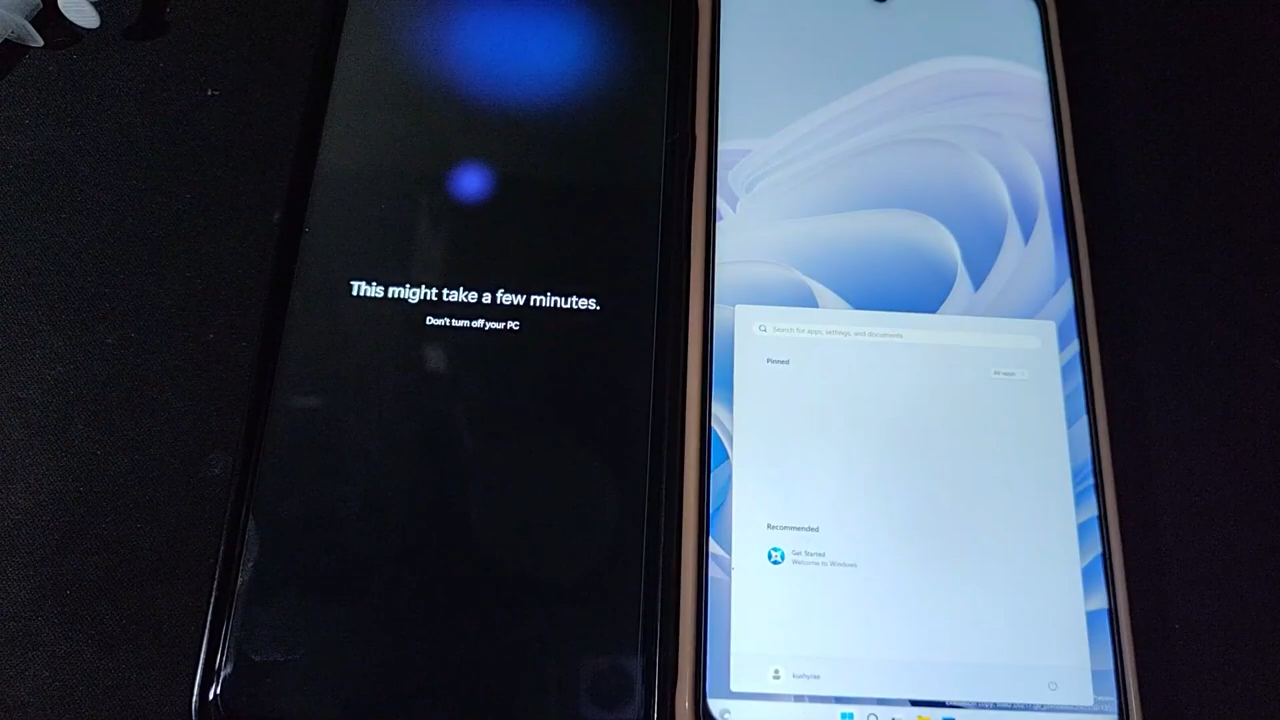 This might take a few minutes.
Don't turn off your PC
Search for apps, settings, and documents
Pinned
All apps
Recommended
Get Started
Welcome to Windows
kushyrae